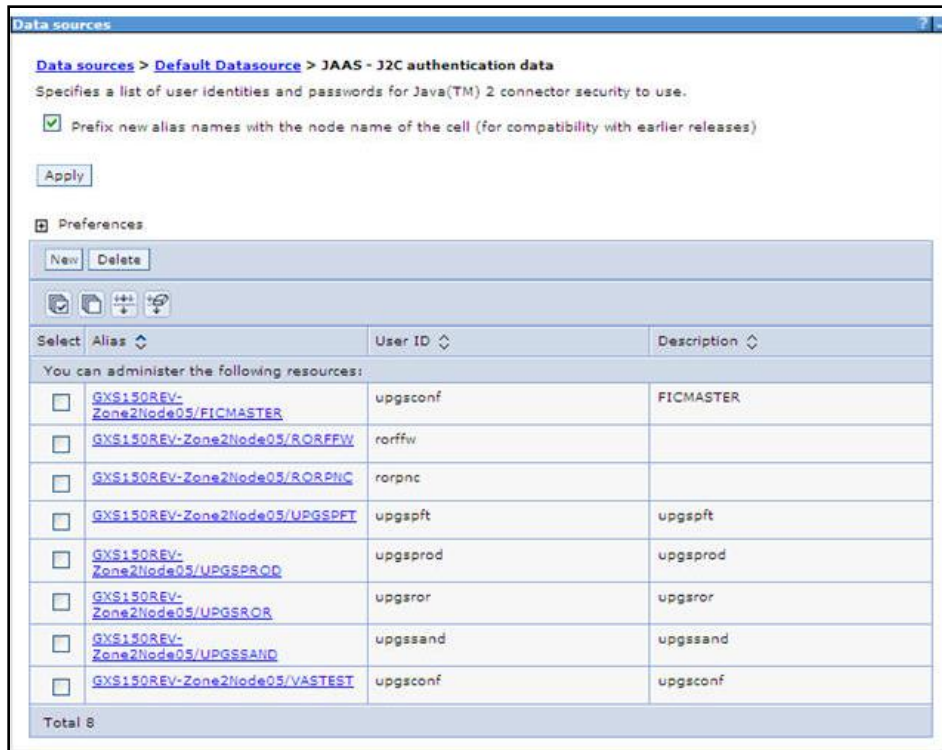 Data sources
?
Data sources > Default Datasource > JAAS - J2C authentication data
Specifies a list of user identities and passwords for Java(TM) 2 connector security to use.
Prefix new alias names with the node name of the cell (for compatibility with earlier releases)
Apply
Preferences
New Delete
Select Alias User ID Description
You can administer the following resources:
GXS150REV-
Zone2Node05/FICMASTER
upgsconf
FICMASTER
GXS150REV-Zone2Node05/RORFFW
rorffw
GXS150REV-Zone2Node05/RORPNC
rorpnc
GXS150REV-Zone2Node05/UPGSPFT
upgspft
upgspft
GXS150REV-
Zone2Node05/UPGSPROD
upgsprod
upgsprod
GXS150REV-
Zone2Node05/UPGSROR
upgsror
upgsror
GXS150REV-
Zone2Node05/UPGSSAND
upgssand
upgssand
GXS150REV-Zone2Node05/VASTEST
upgsconf
upgsconf
Total 8